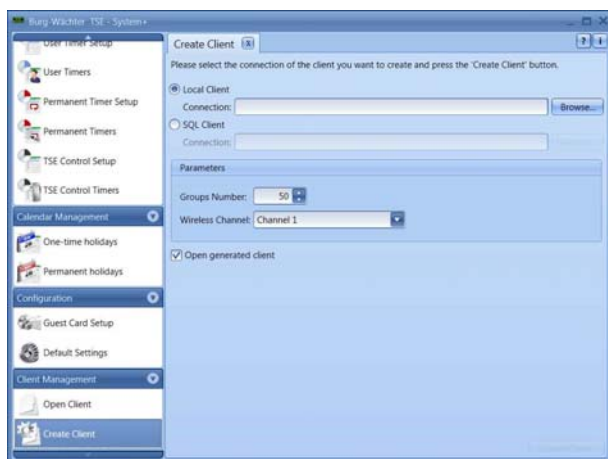 Burg-Wächter TSE - System+
User Timer Setup
User Timers
Permanent Timer Setup
Permanent Timers
TSE Control Setup
TSE Control Timers
Calendar Management
One-time holidays
Permanent holidays
Configuration
Guest Card Setup
Default Settings
Client Management
Open Client
Create Client
Create Client
Please select the connection of the client you want to create and press the 'Create Client' button.
Local Client
Connection:
Browse...
SQL Client
Connection:
Parameters
Groups Number: 50
Wireless Channel: Channel 1
Open generated client